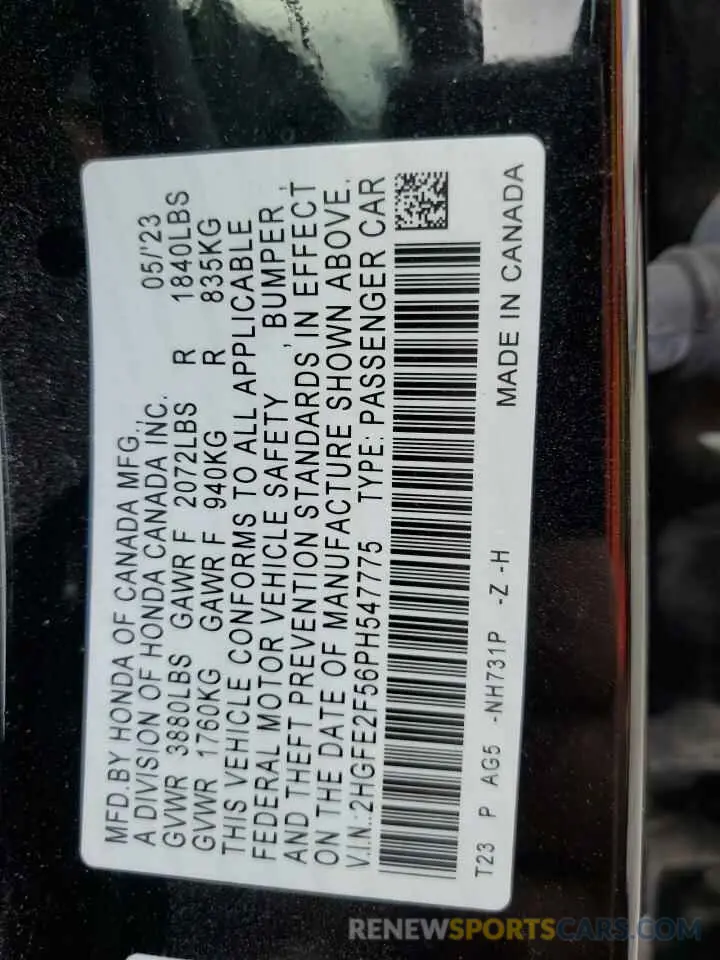 MFD.BY HONDA OF CANADA MFG.,
A DIVISION OF HONDA CANADA INC. 05/'23
GVWR 3880LBS GAWR F 2072LBS R 1840LBS
GVWR 1760KG GAWR F 940KG R 835KG
THIS VEHICLE CONFORMS TO ALL APPLICABLE
FEDERAL MOTOR VEHICLE SAFETY , BUMPER ,
AND THEFT PREVENTION STANDARDS IN EFFECT
ON THE DATE OF MANUFACTURE SHOWN ABOVE.
V.I.N.:2HGFE2F56PH547775 TYPE: PASSENGER CAR
T23 P AG5 -NH731P -Z -H MADE IN CANADA
RENEWSPORTSCARS.COM